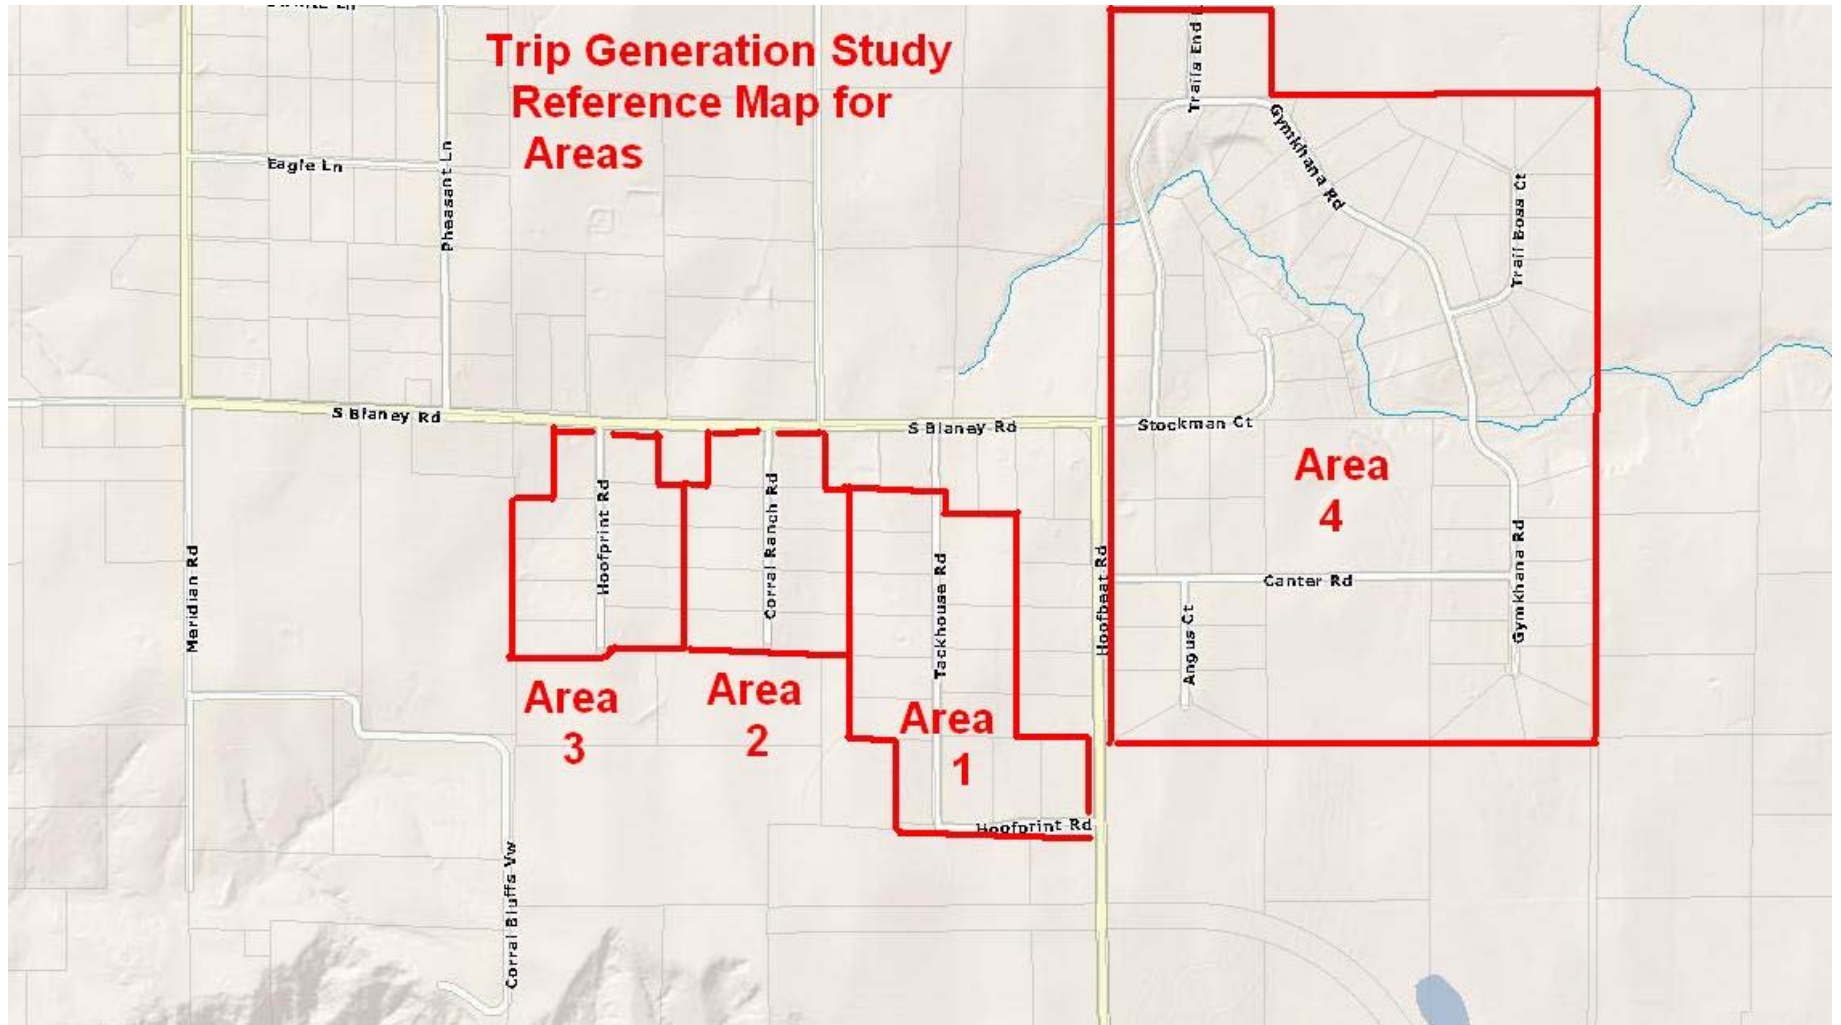 Trip Generation Study
Reference Map for
Areas
Trails End
Eagle Ln
Pheasant Ln
Gymkhana Rd
Trail Boss Ct
S Blaney Rd
S Blaney Rd
Stockman Ct
Area
4
Hoofprint Rd
Corral Ranch Rd
Tackhouse Rd
Hoofbeat Rd
Meridian Rd
Canter Rd
Angus Ct
Gymkhana Rd
Area
3
Area
2
Area
1
Hoofprint Rd
Corral Bluffs Vw